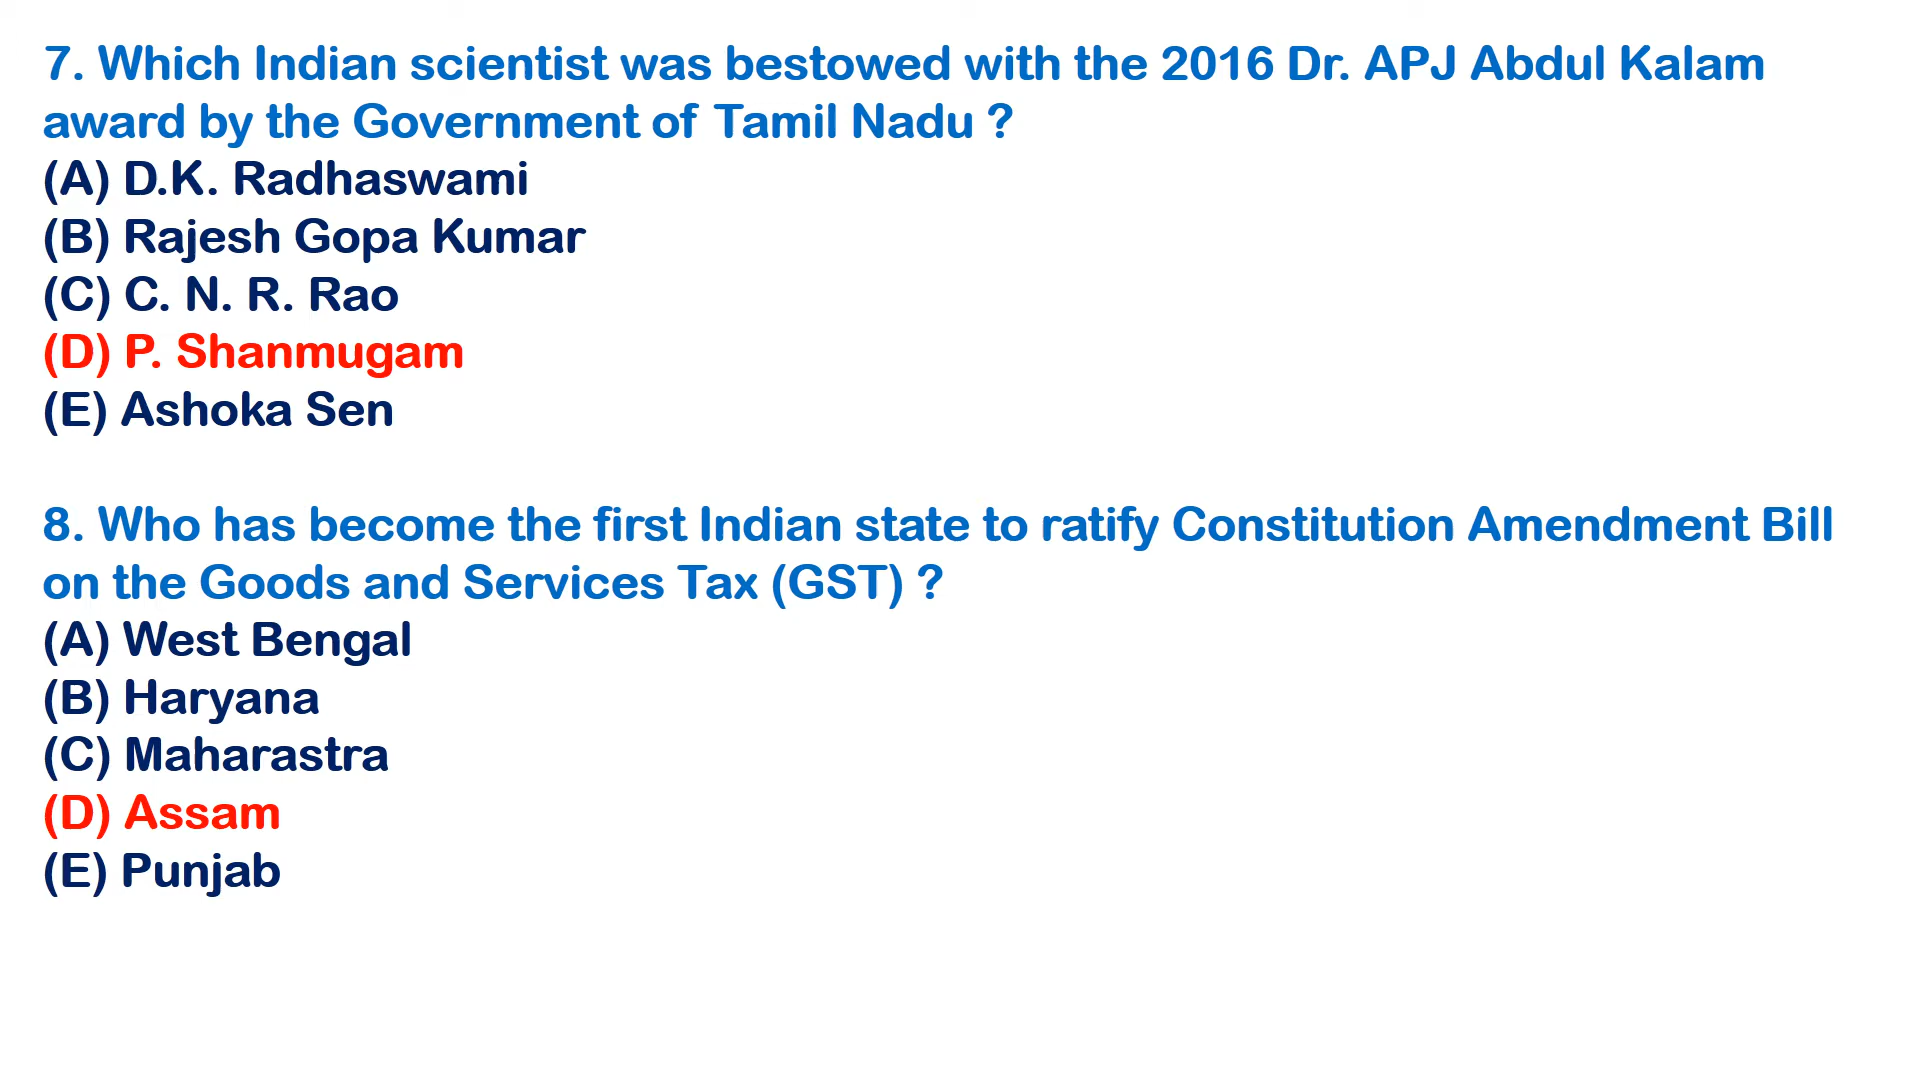 7. Which Indian scientist was bestowed with the 2016 Dr. APJ Abdul Kalam
award by the Government of Tamil Nadu ?
(A) D.K. Radhaswami
(B) Rajesh Gopa Kumar
(C) C. N. R. Rao
(D) P. Shanmugam
(E) Ashoka Sen
8. Who has become the first Indian state to ratify Constitution Amendment Bill
on the Goods and Services Tax (GST) ?
(A) West Bengal
(B) Haryana
(C) Maharastra
(D) Assam
(E) Punjab